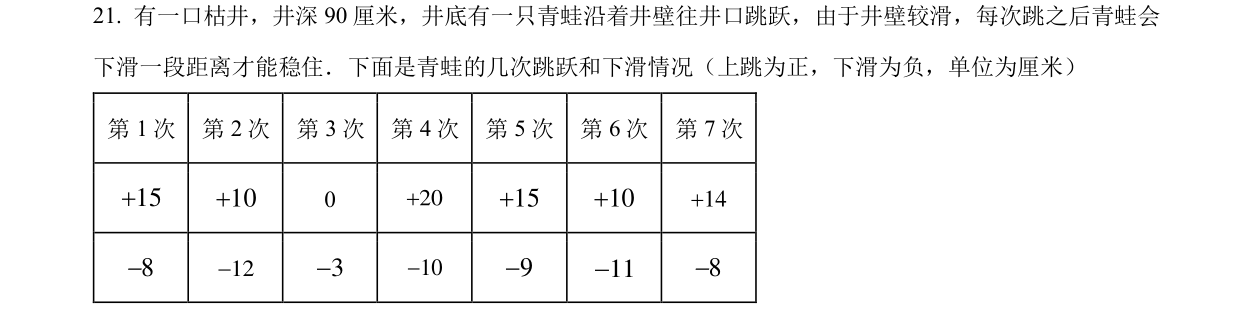 21. 有一口枯井，井深 90 厘米，井底有一只青蛙沿着井壁往井口跳跃，由于井壁较滑，每次跳之后青蛙会
下滑一段距离才能稳住．下面是青蛙的几次跳跃和下滑情况（上跳为正，下滑为负，单位为厘米）
第 1 次 第 2 次 第 3 次 第 4 次 第 5 次 第 6 次 第 7 次
+15 +10 0 +20 +15 +10 +14
−8 −12 −3 −10 −9 −11 −8